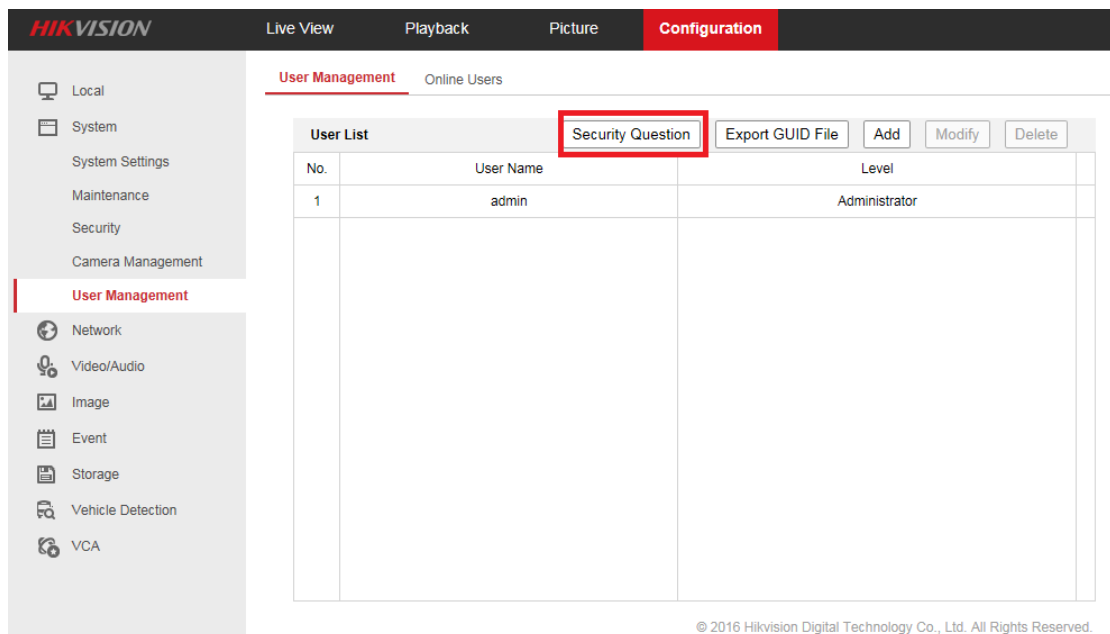 HIKVISION Live View Playback Picture Configuration
Local
System
System Settings
Maintenance
Security
Camera Management
User Management
Network
Video/Audio
Image
Event
Storage
Vehicle Detection
VCA
User Management Online Users
User List Security Question Export GUID File Add Modify Delete
No. User Name Level
1 admin Administrator
© 2016 Hikvision Digital Technology Co., Ltd. All Rights Reserved.